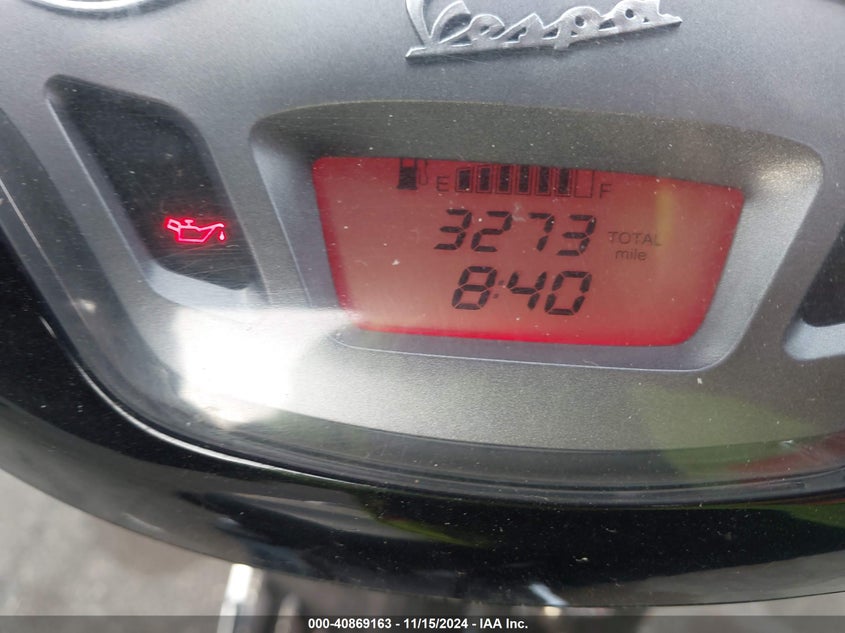 Vespa
E F
3273 TOTAL mile
8:40
000-40869163 - 11/15/2024 - IAA Inc.